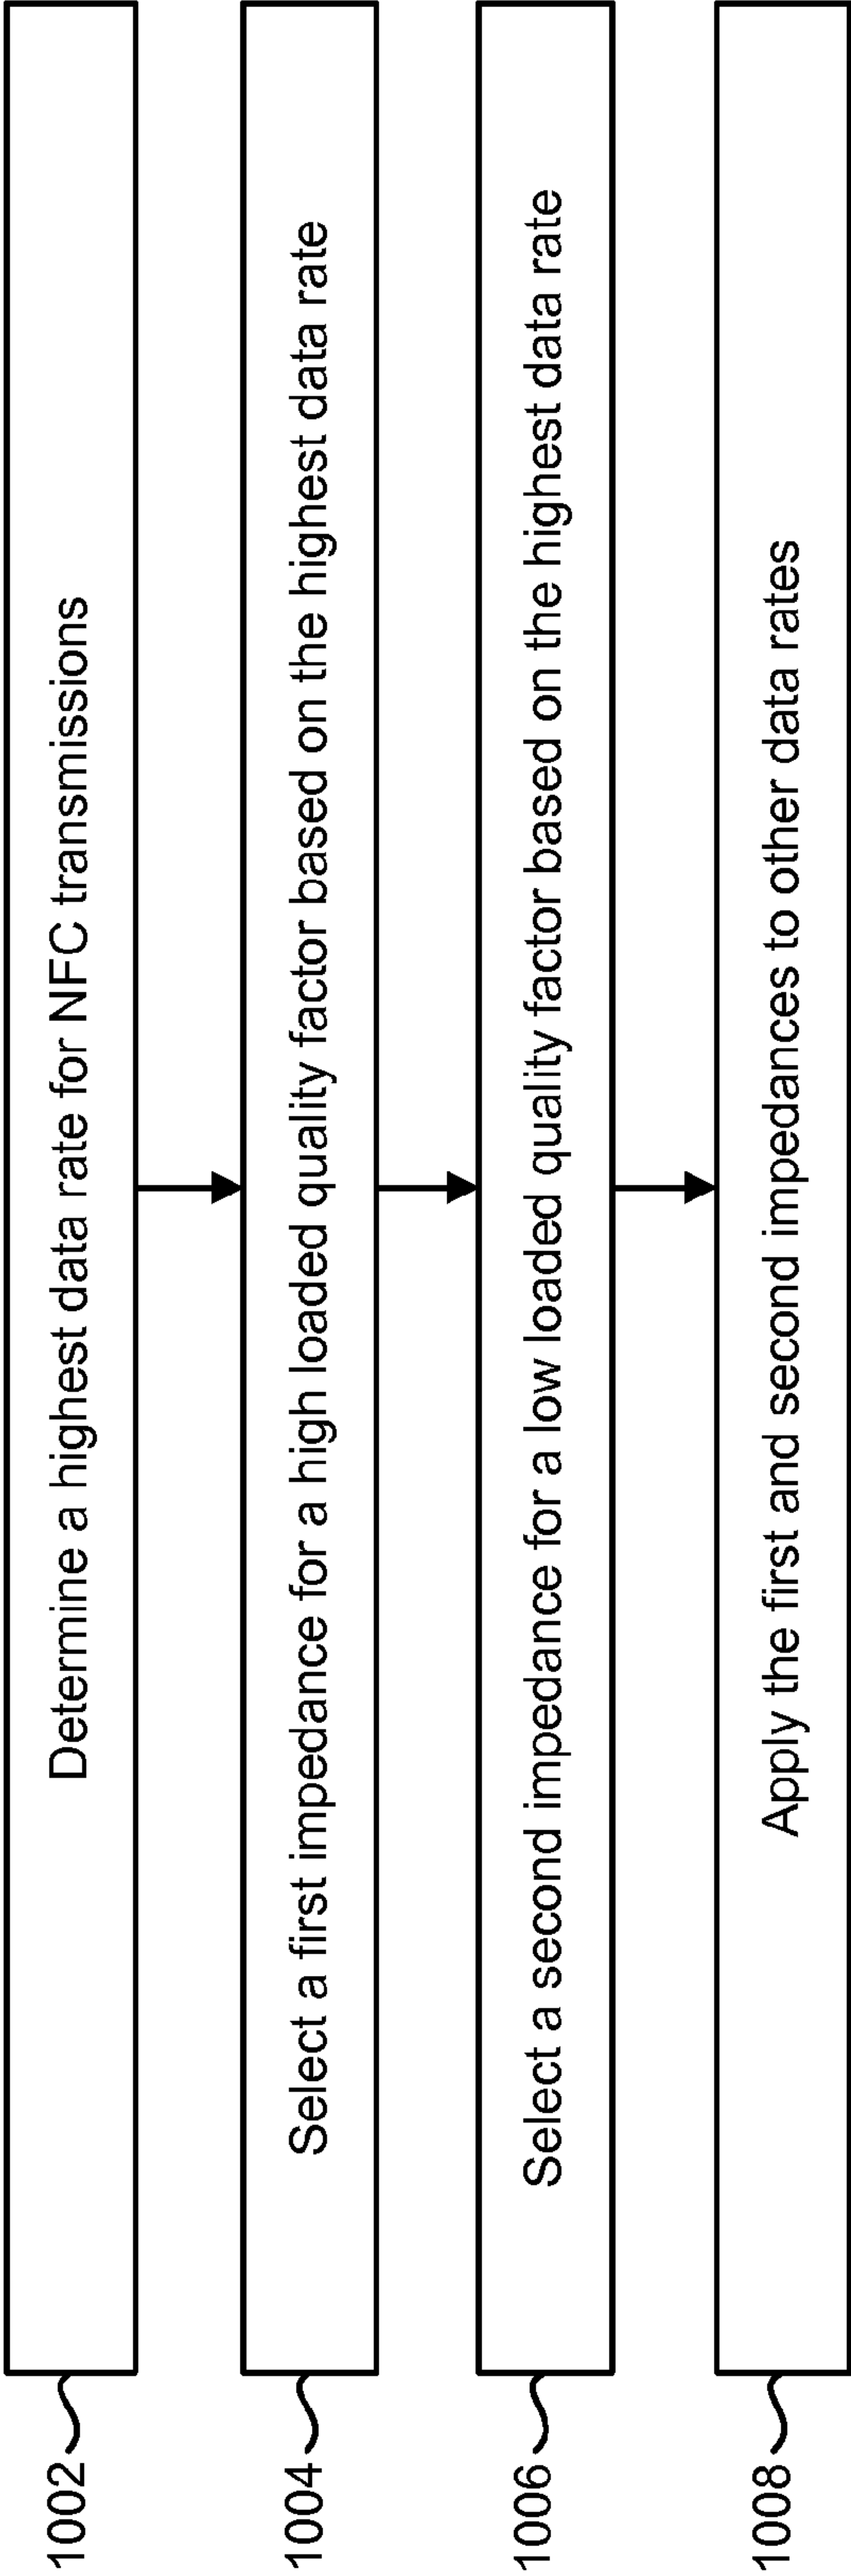 1002
Determine a highest data rate for NFC transmissions
1004
Select a first impedance for a high loaded quality factor based on the highest data rate
1006
Select a second impedance for a low loaded quality factor based on the highest data rate
1008
Apply the first and second impedances to other data rates